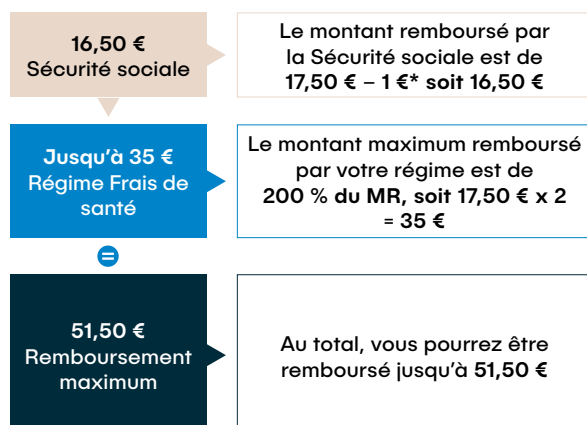 16,50 €
Sécurité sociale
Le montant remboursé par
la Sécurité sociale est de
17,50 € – 1 €* soit 16,50 €
Jusqu'à 35 €
Régime Frais de
santé
Le montant maximum remboursé
par votre régime est de
200 % du MR, soit 17,50 € x 2
= 35 €
=
51,50 €
Remboursement
maximum
Au total, vous pourrez être
remboursé jusqu'à 51,50 €